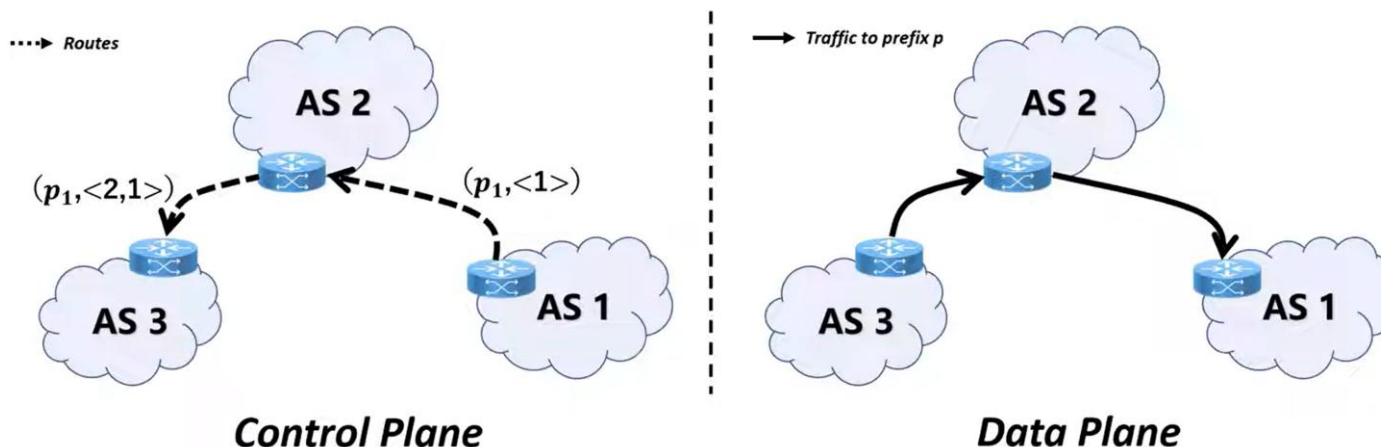 Routes
AS 2
(p₁,<2,1>)
(p₁,<1>)
AS 3
AS 1
Control Plane
Traffic to prefix p
AS 2
AS 3
AS 1
Data Plane